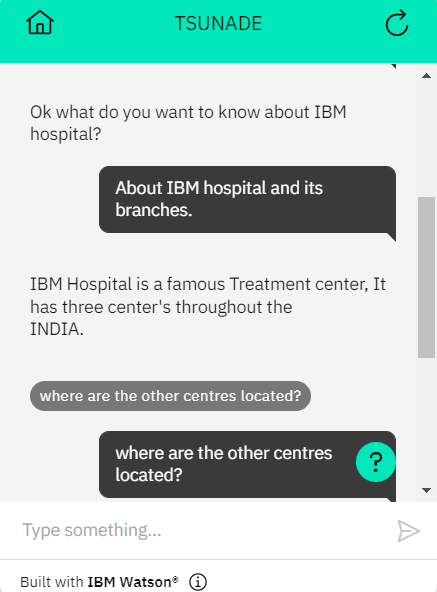 TSUNADE
Ok what do you want to know about IBM
hospital?
About IBM hospital and its
branches.
IBM Hospital is a famous Treatment center, It
has three center's throughout the
INDIA.
where are the other centres located?
where are the other centres
located?
?
Type something...
Built with IBM Watson®